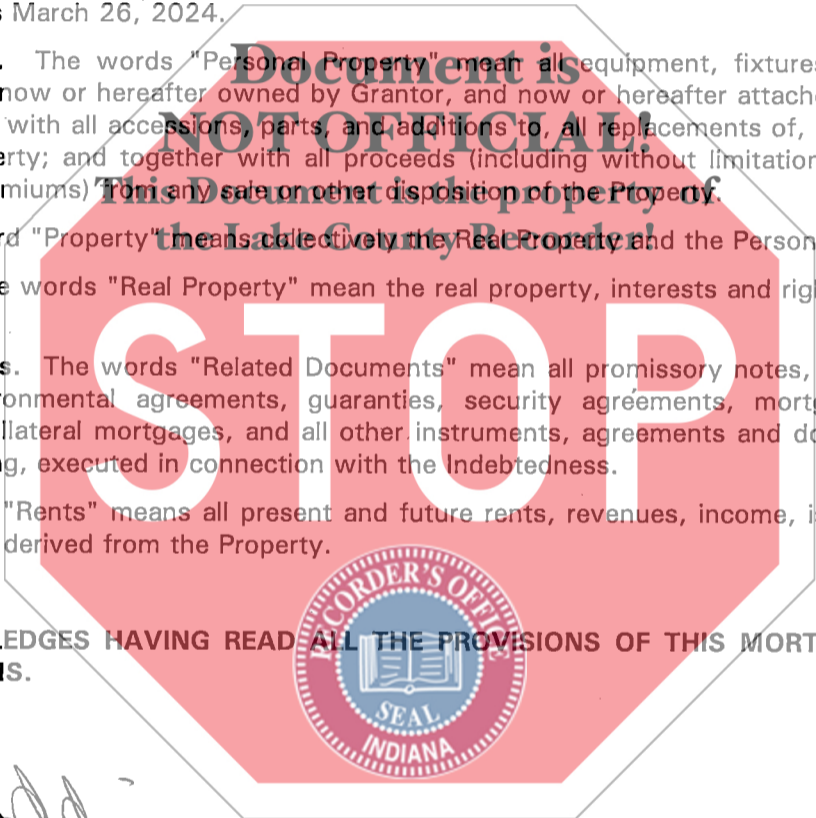 s March 26, 2024.
. The words "Personal Property" mean all equipment, fixtures
now or hereafter owned by Grantor, and now or hereafter attache
with all accessions, parts, and additions to, all replacements of,
erty; and together with all proceeds (including without limitation
miums) from any sale or other disposition of the Property.
rd "Property" means collectively the Real Property and the Person
e words "Real Property" mean the real property, interests and righ
s. The words "Related Documents" mean all promissory notes,
onmental agreements, guaranties, security agreements, mortg
llateral mortgages, and all other instruments, agreements and do
g, executed in connection with the Indebtedness.
"Rents" means all present and future rents, revenues, income, is
derived from the Property.
LEDGES HAVING READ ALL THE PROVISIONS OF THIS MORT
IS.
Document is
NOT OFFICIAL!
This Document is the property of
the Lake County Recorder!
STOP
RECORDER'S OFFICE
SEAL
INDIANA